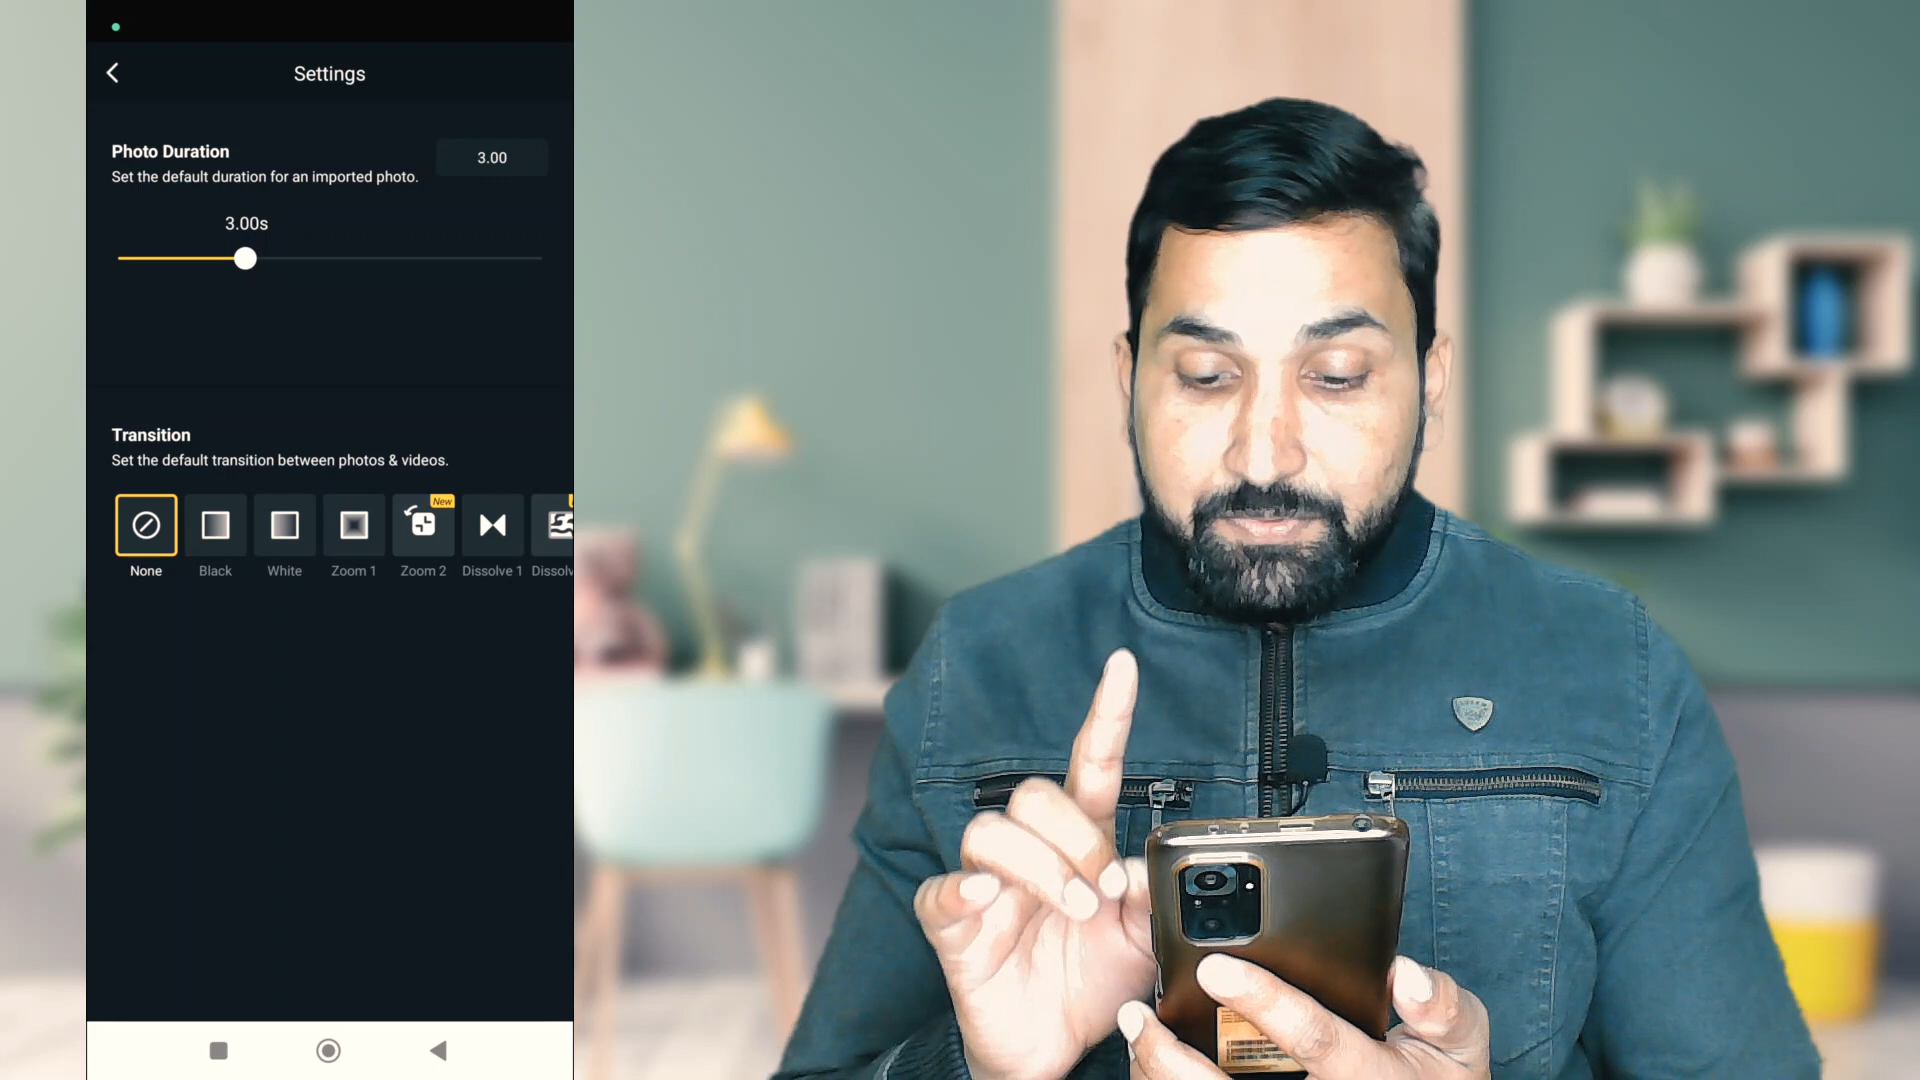 Settings
Photo Duration
3.00
Set the default duration for an imported photo.
3.00s
Transition
Set the default transition between photos & videos.
New
None
Black
White
Zoom 1
Zoom 2
Dissolve 1
Dissolv